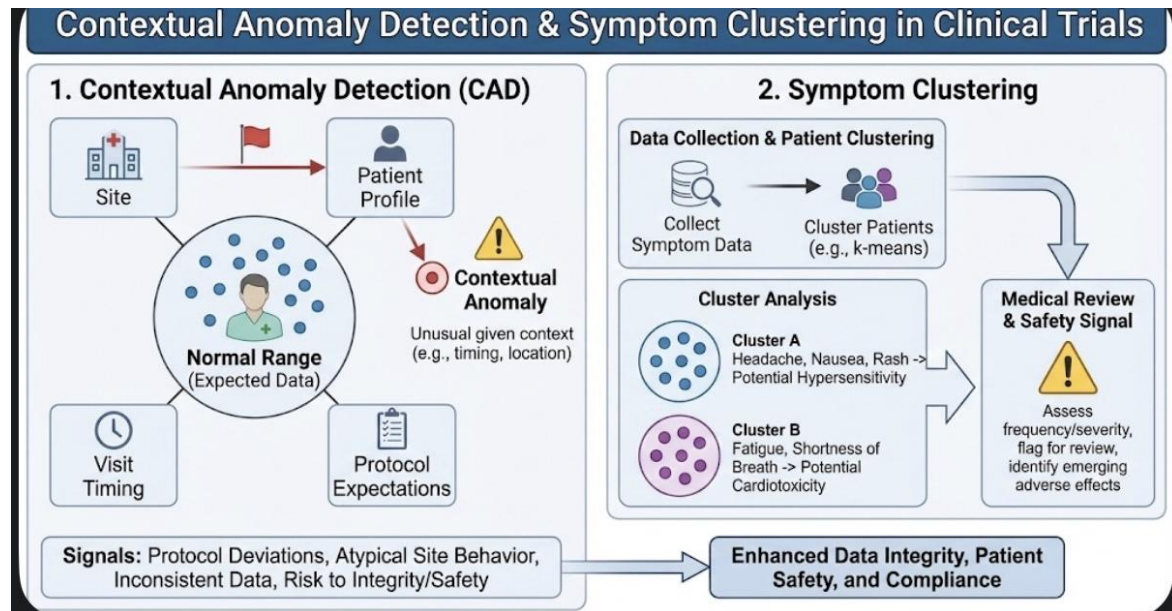 Contextual Anomaly Detection & Symptom Clustering in Clinical Trials
1. Contextual Anomaly Detection (CAD)
Site
Patient
Profile
Contextual
Anomaly
Unusual given context
(e.g., timing, location)
Normal Range
(Expected Data)
Visit
Timing
Protocol
Expectations
2. Symptom Clustering
Data Collection & Patient Clustering
Collect
Symptom Data
Cluster Patients
(e.g., k-means)
Cluster Analysis
Cluster A
Headache, Nausea, Rash ->
Potential Hypersensitivity
Cluster B
Fatigue, Shortness of
Breath -> Potential
Cardiotoxicity
Medical Review
& Safety Signal
Assess
frequency/severity,
flag for review,
identify emerging
adverse effects
Signals: Protocol Deviations, Atypical Site Behavior,
Inconsistent Data, Risk to Integrity/Safety
Enhanced Data Integrity, Patient
Safety, and Compliance